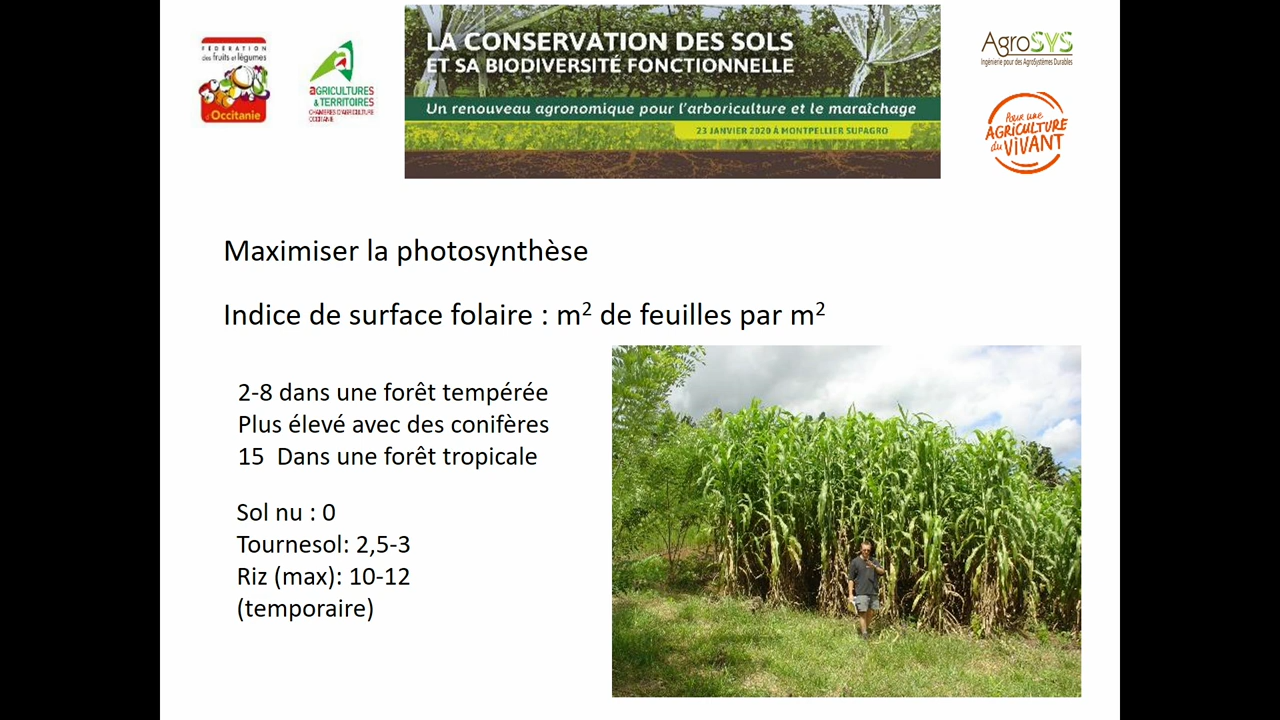 FÉDÉRATION
des fruits et légumes
d'Occitanie
AGRICULTURES
& TERRITOIRES
CHAMBRES D'AGRICULTURE
OCCITANIE
LA CONSERVATION DES SOLS
ET SA BIODIVERSITÉ FONCTIONNELLE
Un renouveau agronomique pour l'arboriculture et le maraîchage
23 JANVIER 2020 À MONTPELLIER SUPAGRO
AgroSYS
Ingénierie pour des AgroSystèmes Durables
Pour une
AGRICULTURE
du ViVANT
Maximiser la photosynthèse
Indice de surface folaire : m² de feuilles par m²
2-8 dans une forêt tempérée
Plus élevé avec des conifères
15 Dans une forêt tropicale
Sol nu : 0
Tournesol: 2,5-3
Riz (max): 10-12
(temporaire)